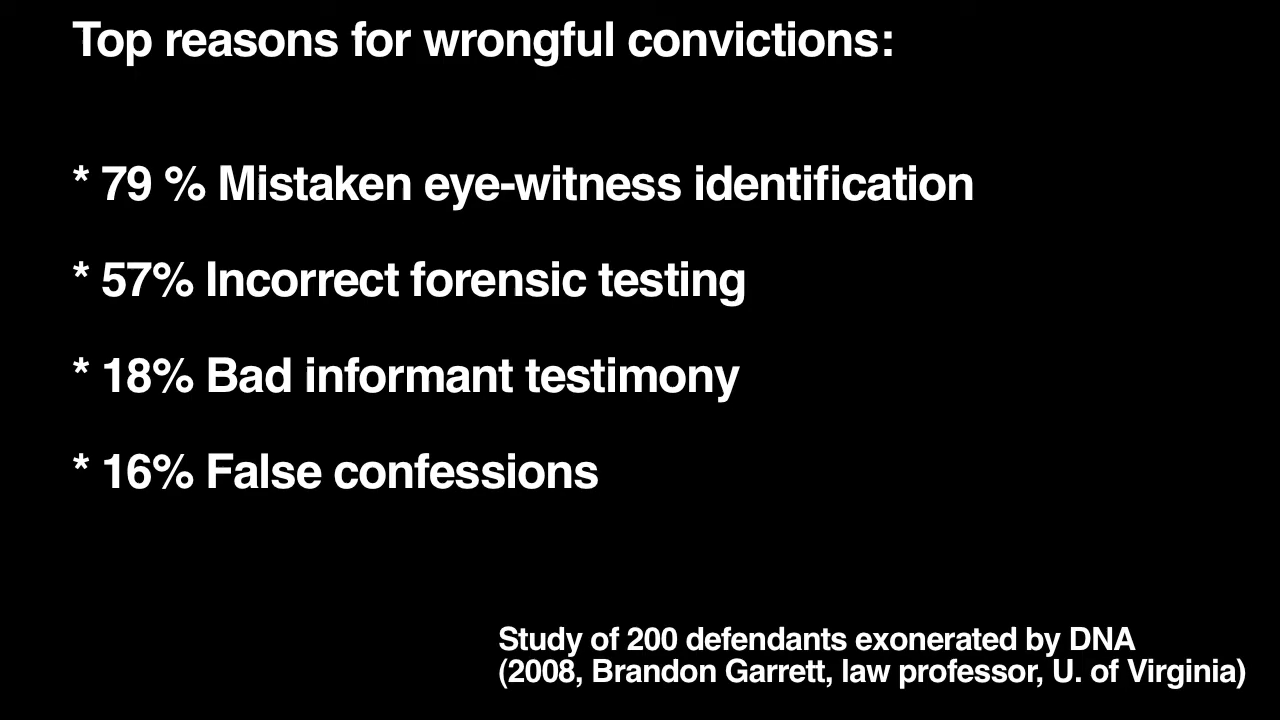 Top reasons for wrongful convictions:
* 79 % Mistaken eye-witness identification
* 57% Incorrect forensic testing
* 18% Bad informant testimony
* 16% False confessions
Study of 200 defendants exonerated by DNA
(2008, Brandon Garrett, law professor, U. of Virginia)